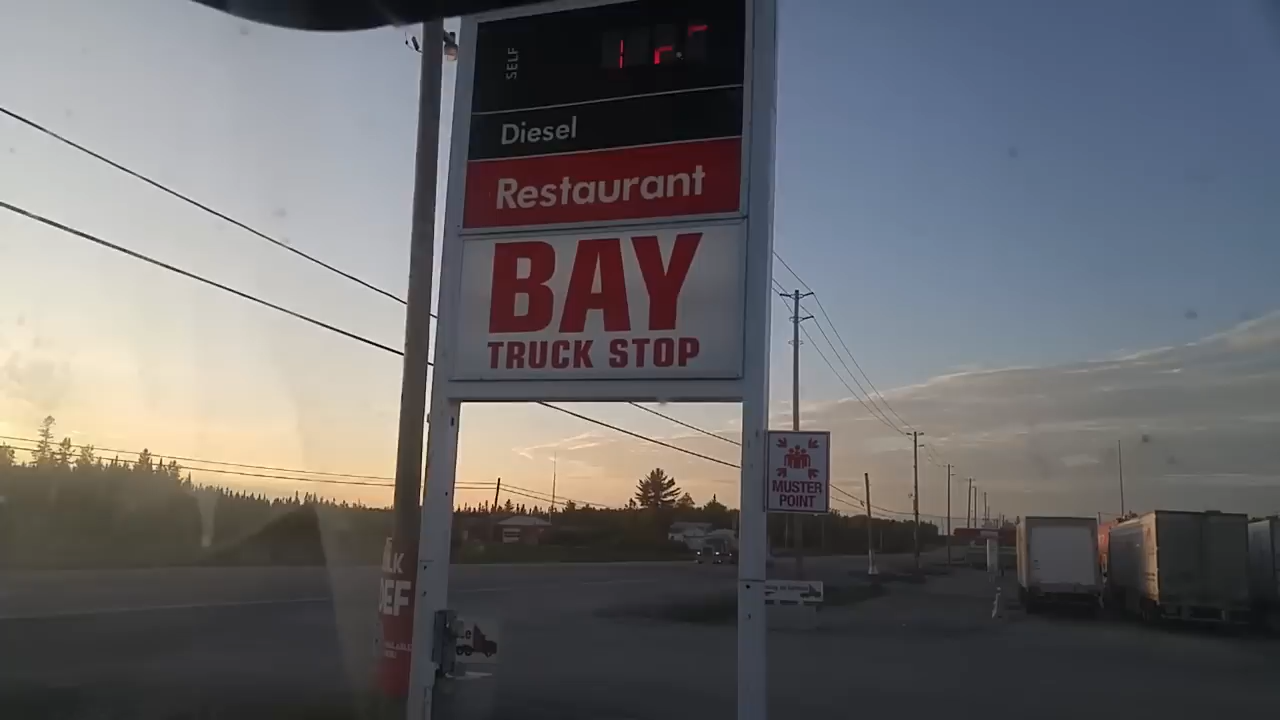 SELF
Diesel
Restaurant
BAY
TRUCK STOP
MUSTER
POINT